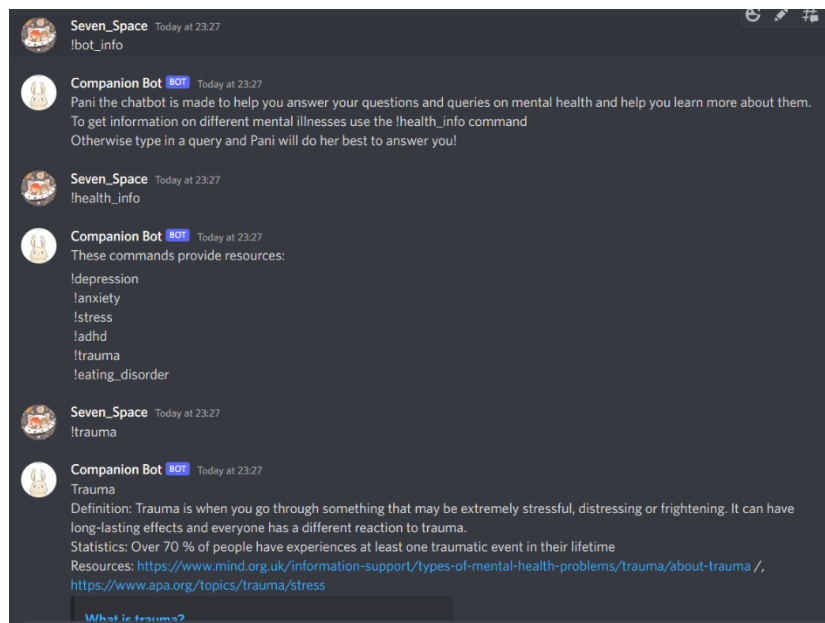 Seven_Space Today at 23:27
!bot_info
Companion Bot BOT Today at 23:27
Pani the chatbot is made to help you answer your questions and queries on mental health and help you learn more about them.
To get information on different mental illnesses use the !health_info command
Otherwise type in a query and Pani will do her best to answer you!
Seven_Space Today at 23:27
!health_info
Companion Bot BOT Today at 23:27
These commands provide resources:
!depression
!anxiety
!stress
!adhd
!trauma
!eating_disorder
Seven_Space Today at 23:27
!trauma
Companion Bot BOT Today at 23:27
Trauma
Definition: Trauma is when you go through something that may be extremely stressful, distressing or frightening. It can have
long-lasting effects and everyone has a different reaction to trauma.
Statistics: Over 70 % of people have experiences at least one traumatic event in their lifetime
Resources: https://www.mind.org.uk/information-support/types-of-mental-health-problems/trauma/about-trauma /,
https://www.apa.org/topics/trauma/stress
What is trauma?